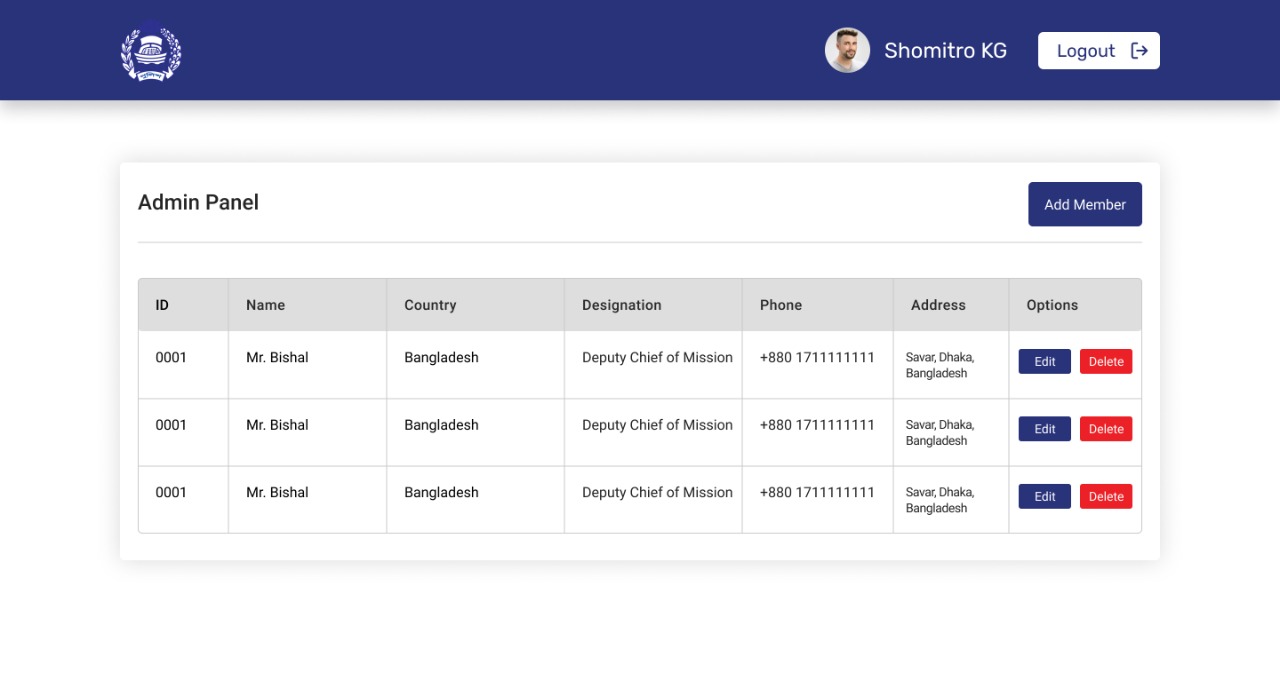 Shomitro KG
Logout
Admin Panel
Add Member
ID Name Country Designation Phone Address Options
0001 Mr. Bishal Bangladesh Deputy Chief of Mission +880 1711111111 Savar, Dhaka, Edit Delete
Bangladesh
0001 Mr. Bishal Bangladesh Deputy Chief of Mission +880 1711111111 Savar, Dhaka, Edit Delete
Bangladesh
0001 Mr. Bishal Bangladesh Deputy Chief of Mission +880 1711111111 Savar, Dhaka, Edit Delete
Bangladesh